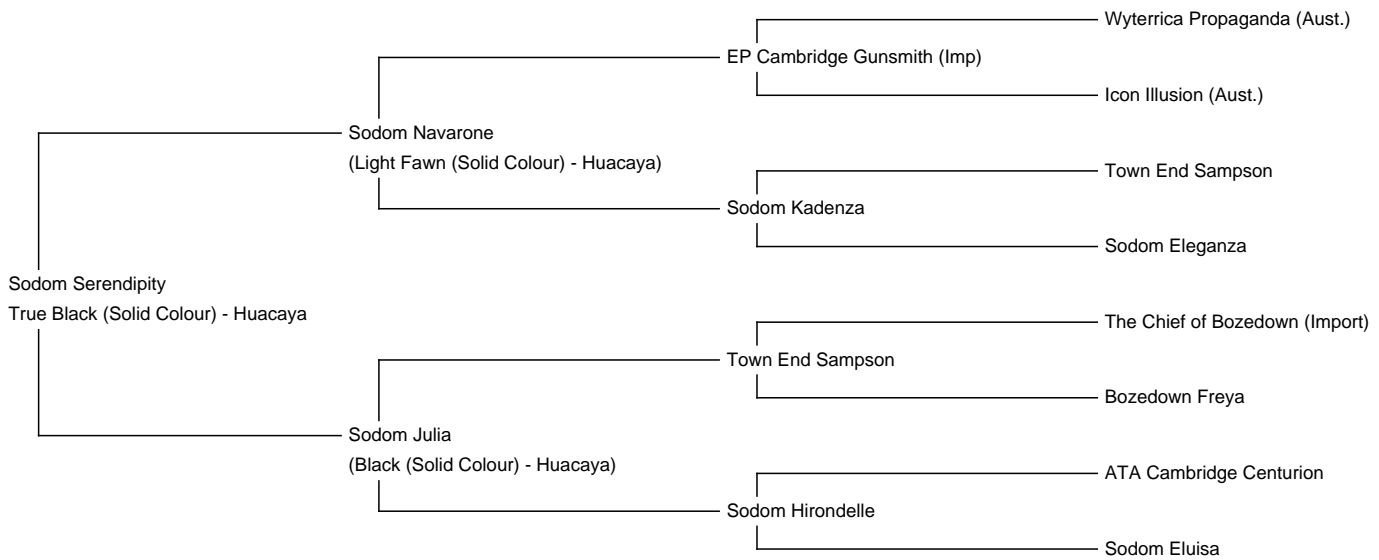 Wyterrica Propaganda (Aust.)
EP Cambridge Gunsmith (Imp)
Icon Illusion (Aust.)
Sodom Navarone
(Light Fawn (Solid Colour) - Huacaya)
Town End Sampson
Sodom Kadenza
Sodom Eleganza
Sodom Serendipity
True Black (Solid Colour) - Huacaya
The Chief of Bozedown (Import)
Town End Sampson
Bozedown Freya
Sodom Julia
(Black (Solid Colour) - Huacaya)
ATA Cambridge Centurion
Sodom Hirondelle
Sodom Eluisa